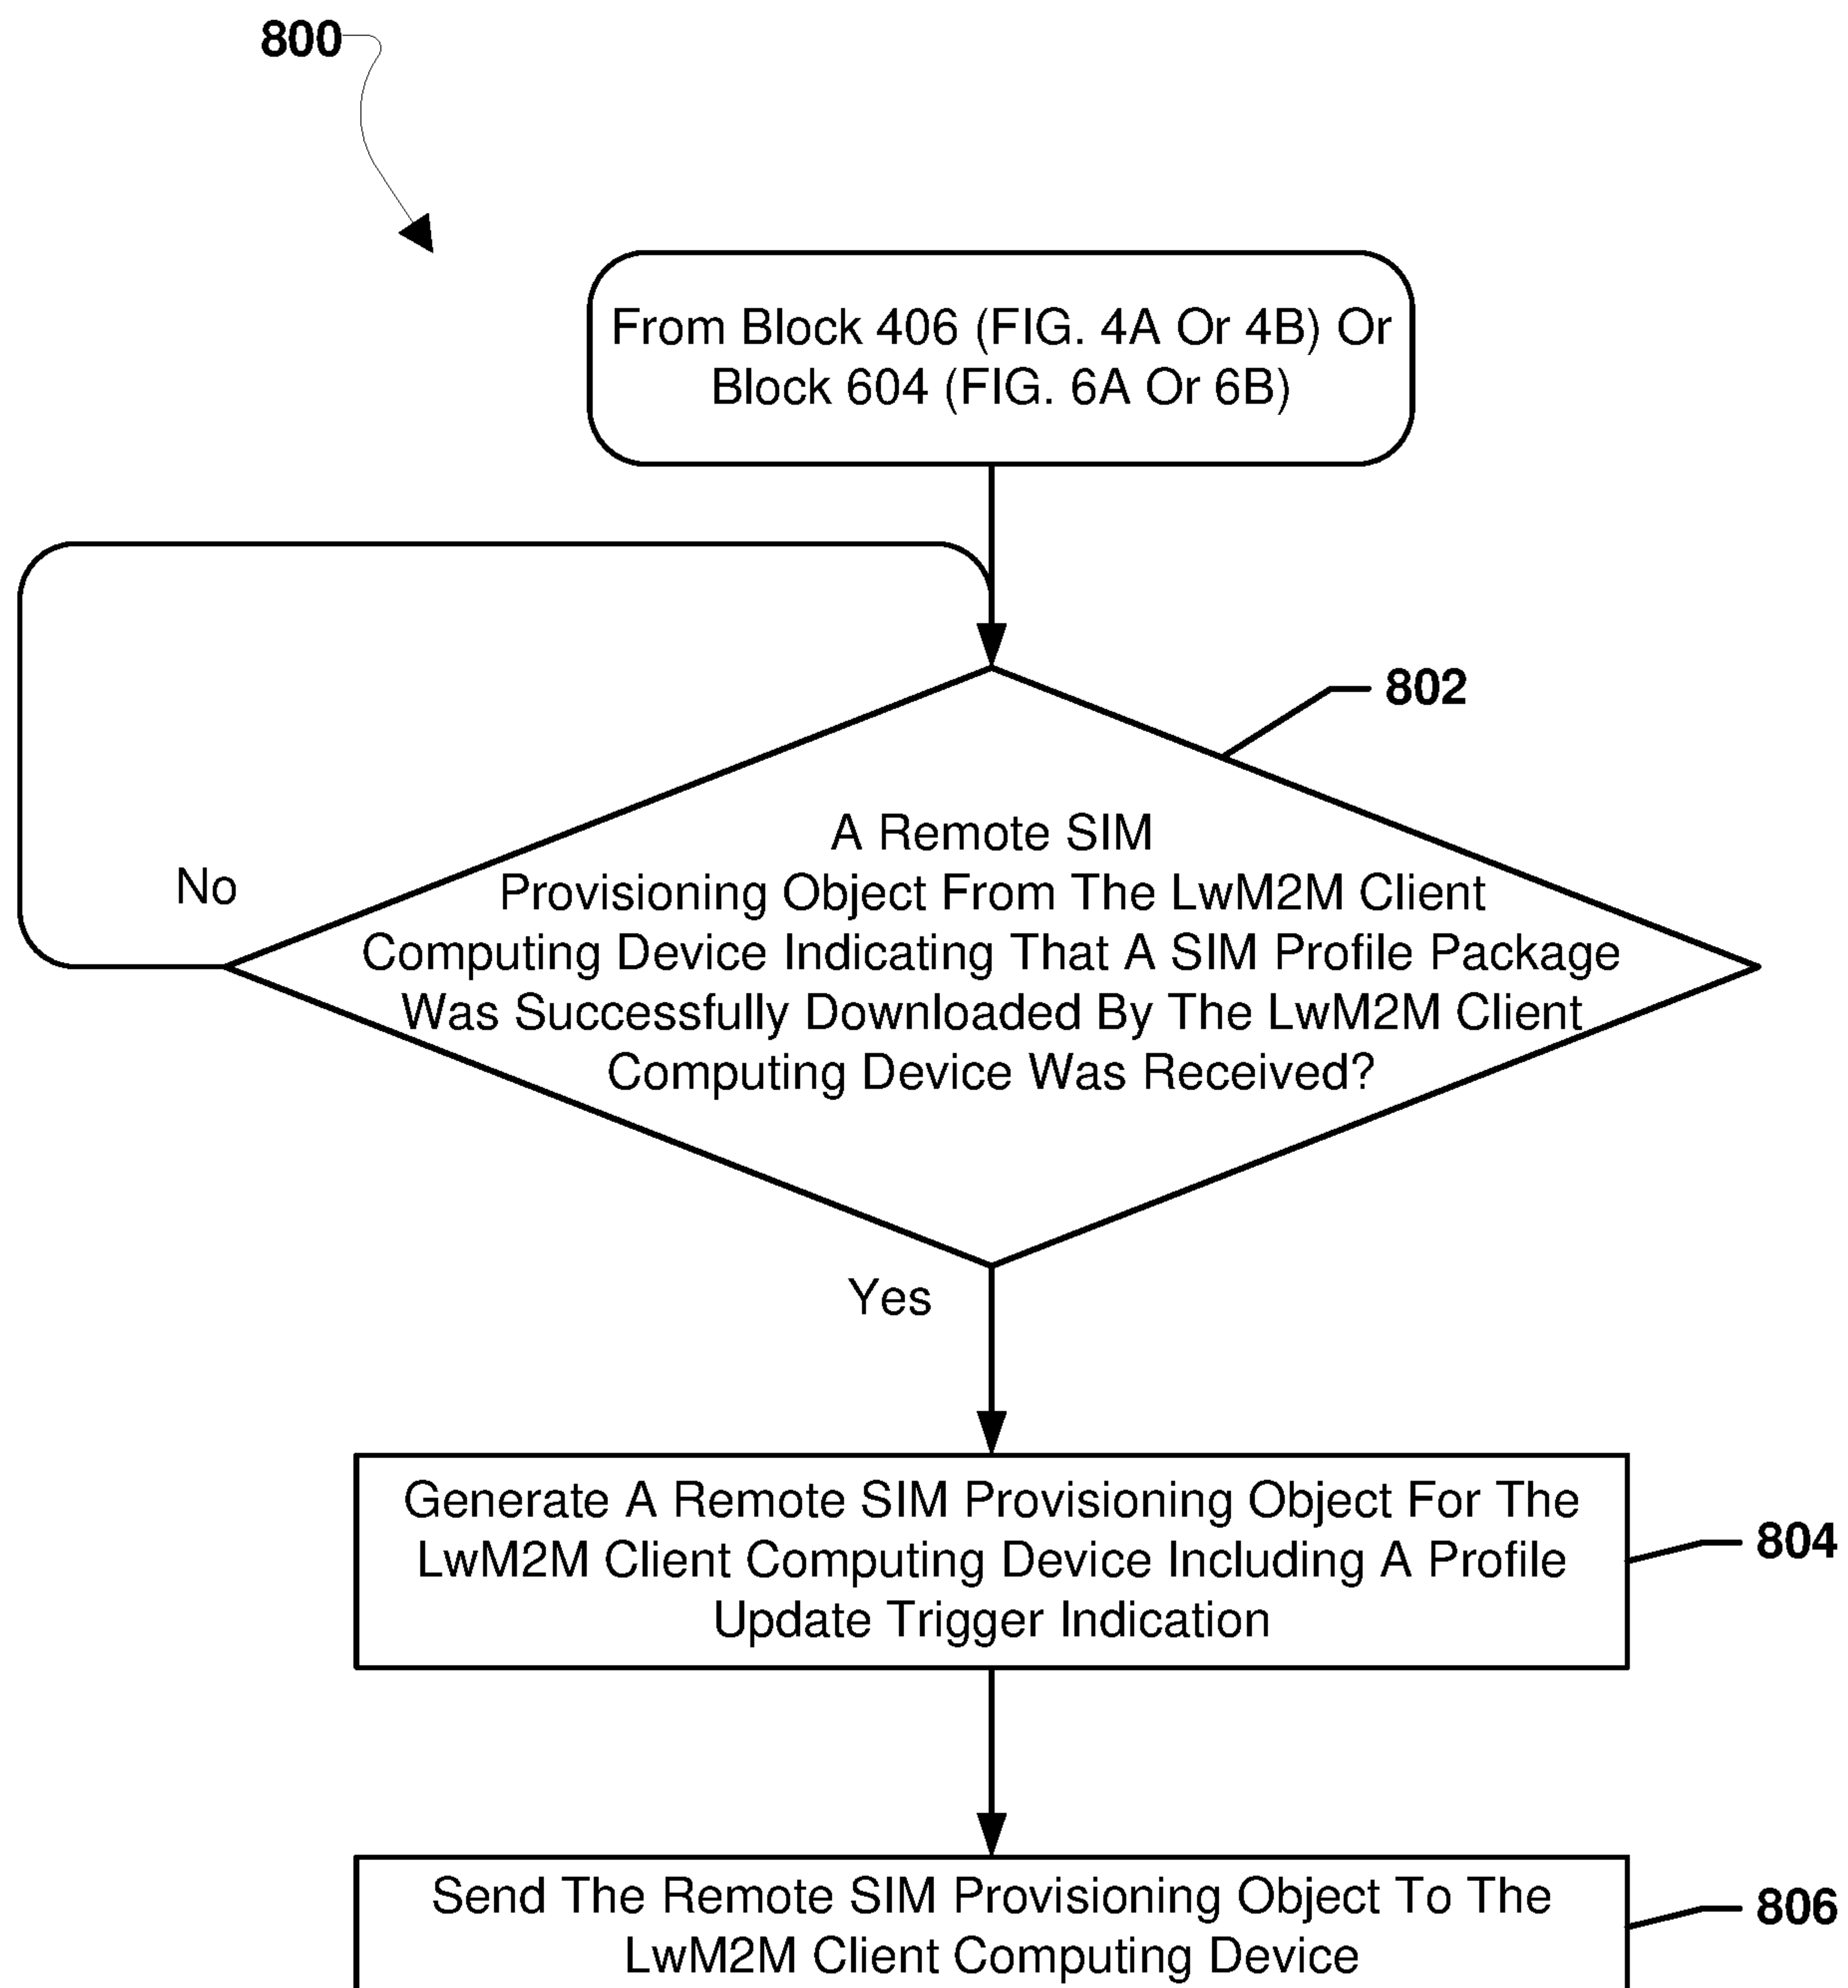 800
From Block 406 (FIG. 4A Or 4B) Or
Block 604 (FIG. 6A Or 6B)
802
A Remote SIM
Provisioning Object From The LwM2M Client
Computing Device Indicating That A SIM Profile Package
Was Successfully Downloaded By The LwM2M Client
Computing Device Was Received?
No
Yes
Generate A Remote SIM Provisioning Object For The
LwM2M Client Computing Device Including A Profile
Update Trigger Indication
804
Send The Remote SIM Provisioning Object To The
LwM2M Client Computing Device
806